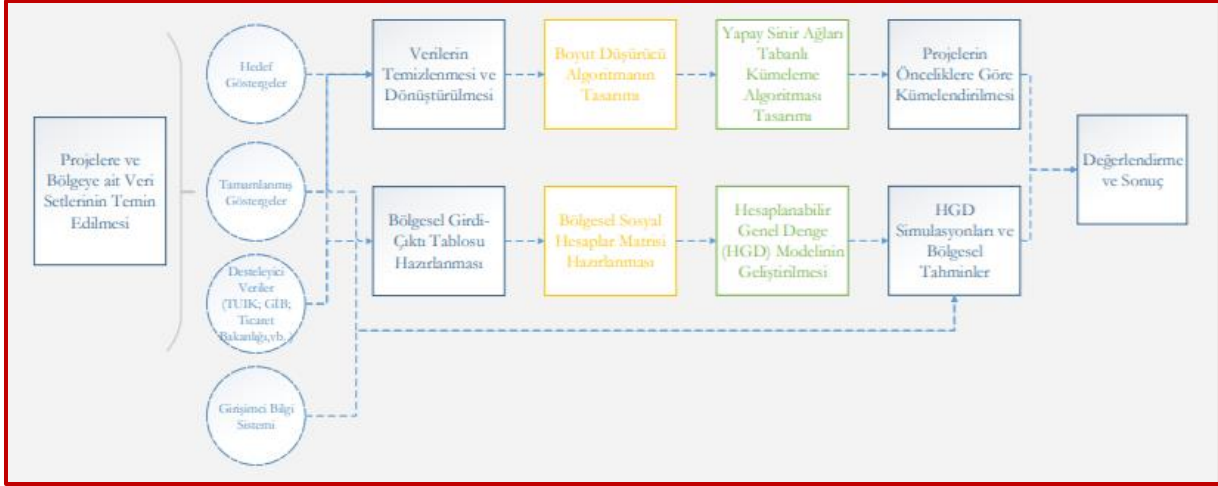 Projelere ve
Bölgeye ait Veri
Setlerinin Temin
Edilmesi
Hedef
Göstergeler
Tamamlanmış
Göstergeler
Destekleyici
Veriler
(TUIK; GİB;
Ticaret
Bakanlığı,vb..)
Girişimci Bilgi
Sistemi
Verilerin
Temizlenmesi ve
Dönüştürülmesi
Boyut Düşürücü
Algoritmanın
Tasarımı
Yapay Sinir Ağları
Tabanlı
Kümeleme
Algoritması
Tasarımı
Projelerin
Önceliklere Göre
Kümelendirilmesi
Bölgesel Girdi-
Çıktı Tablosu
Hazırlanması
Bölgesel Sosyal
Hesaplar Matrisi
Hazırlanması
Hesaplanabilir
Genel Denge
(HGD) Modelinin
Geliştirilmesi
HGD
Simulasyonları ve
Bölgesel
Tahminler
Değerlendirme
ve Sonuç